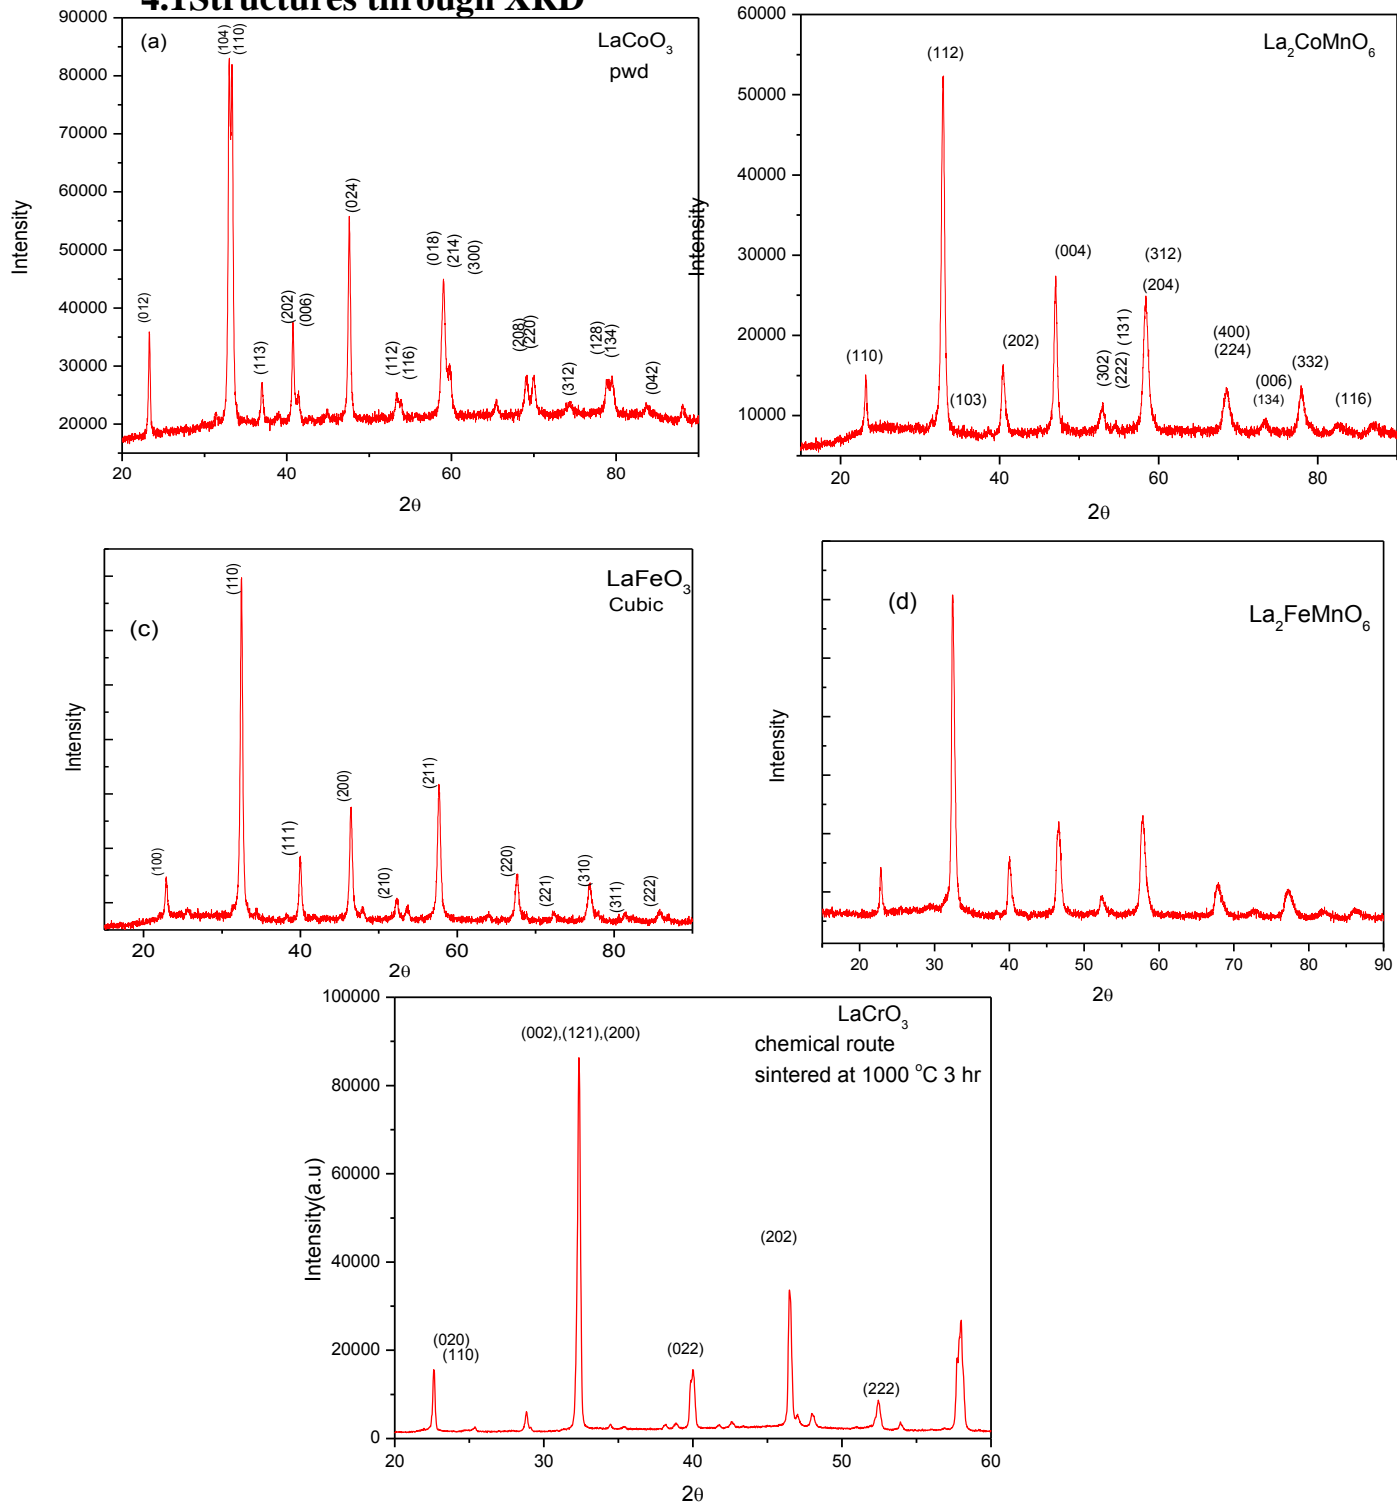 4.1Structures through XRD
(a)
LaCoO3
pwd
90000
80000
70000
60000
50000
40000
30000
20000
Intensity
(012)
(104)
(110)
(113)
(202)
(006)
(024)
(112)
(116)
(018)
(214)
(300)
(208)
(220)
(312)
(128)
(134)
(042)
20 40 60 80
2θ
La2CoMnO6
60000
50000
40000
30000
20000
10000
Intensity
(110)
(112)
(103)
(202)
(004)
(302)
(222)
(131)
(312)
(204)
(400)
(224)
(006)
(134)
(332)
(116)
20 40 60 80
2θ
(c)
LaFeO3
Cubic
Intensity
(100)
(110)
(111)
(200)
(210)
(211)
(220)
(221)
(310)
(311)
(222)
20 40 60 80
2θ
(d)
La2FeMnO6
Intensity
20 30 40 50 60 70 80 90
2θ
LaCrO3
chemical route
sintered at 1000 °C 3 hr
100000
80000
60000
40000
20000
0
Intensity(a.u)
(020)
(110)
(002),(121),(200)
(022)
(202)
(222)
20 30 40 50 60
2θ